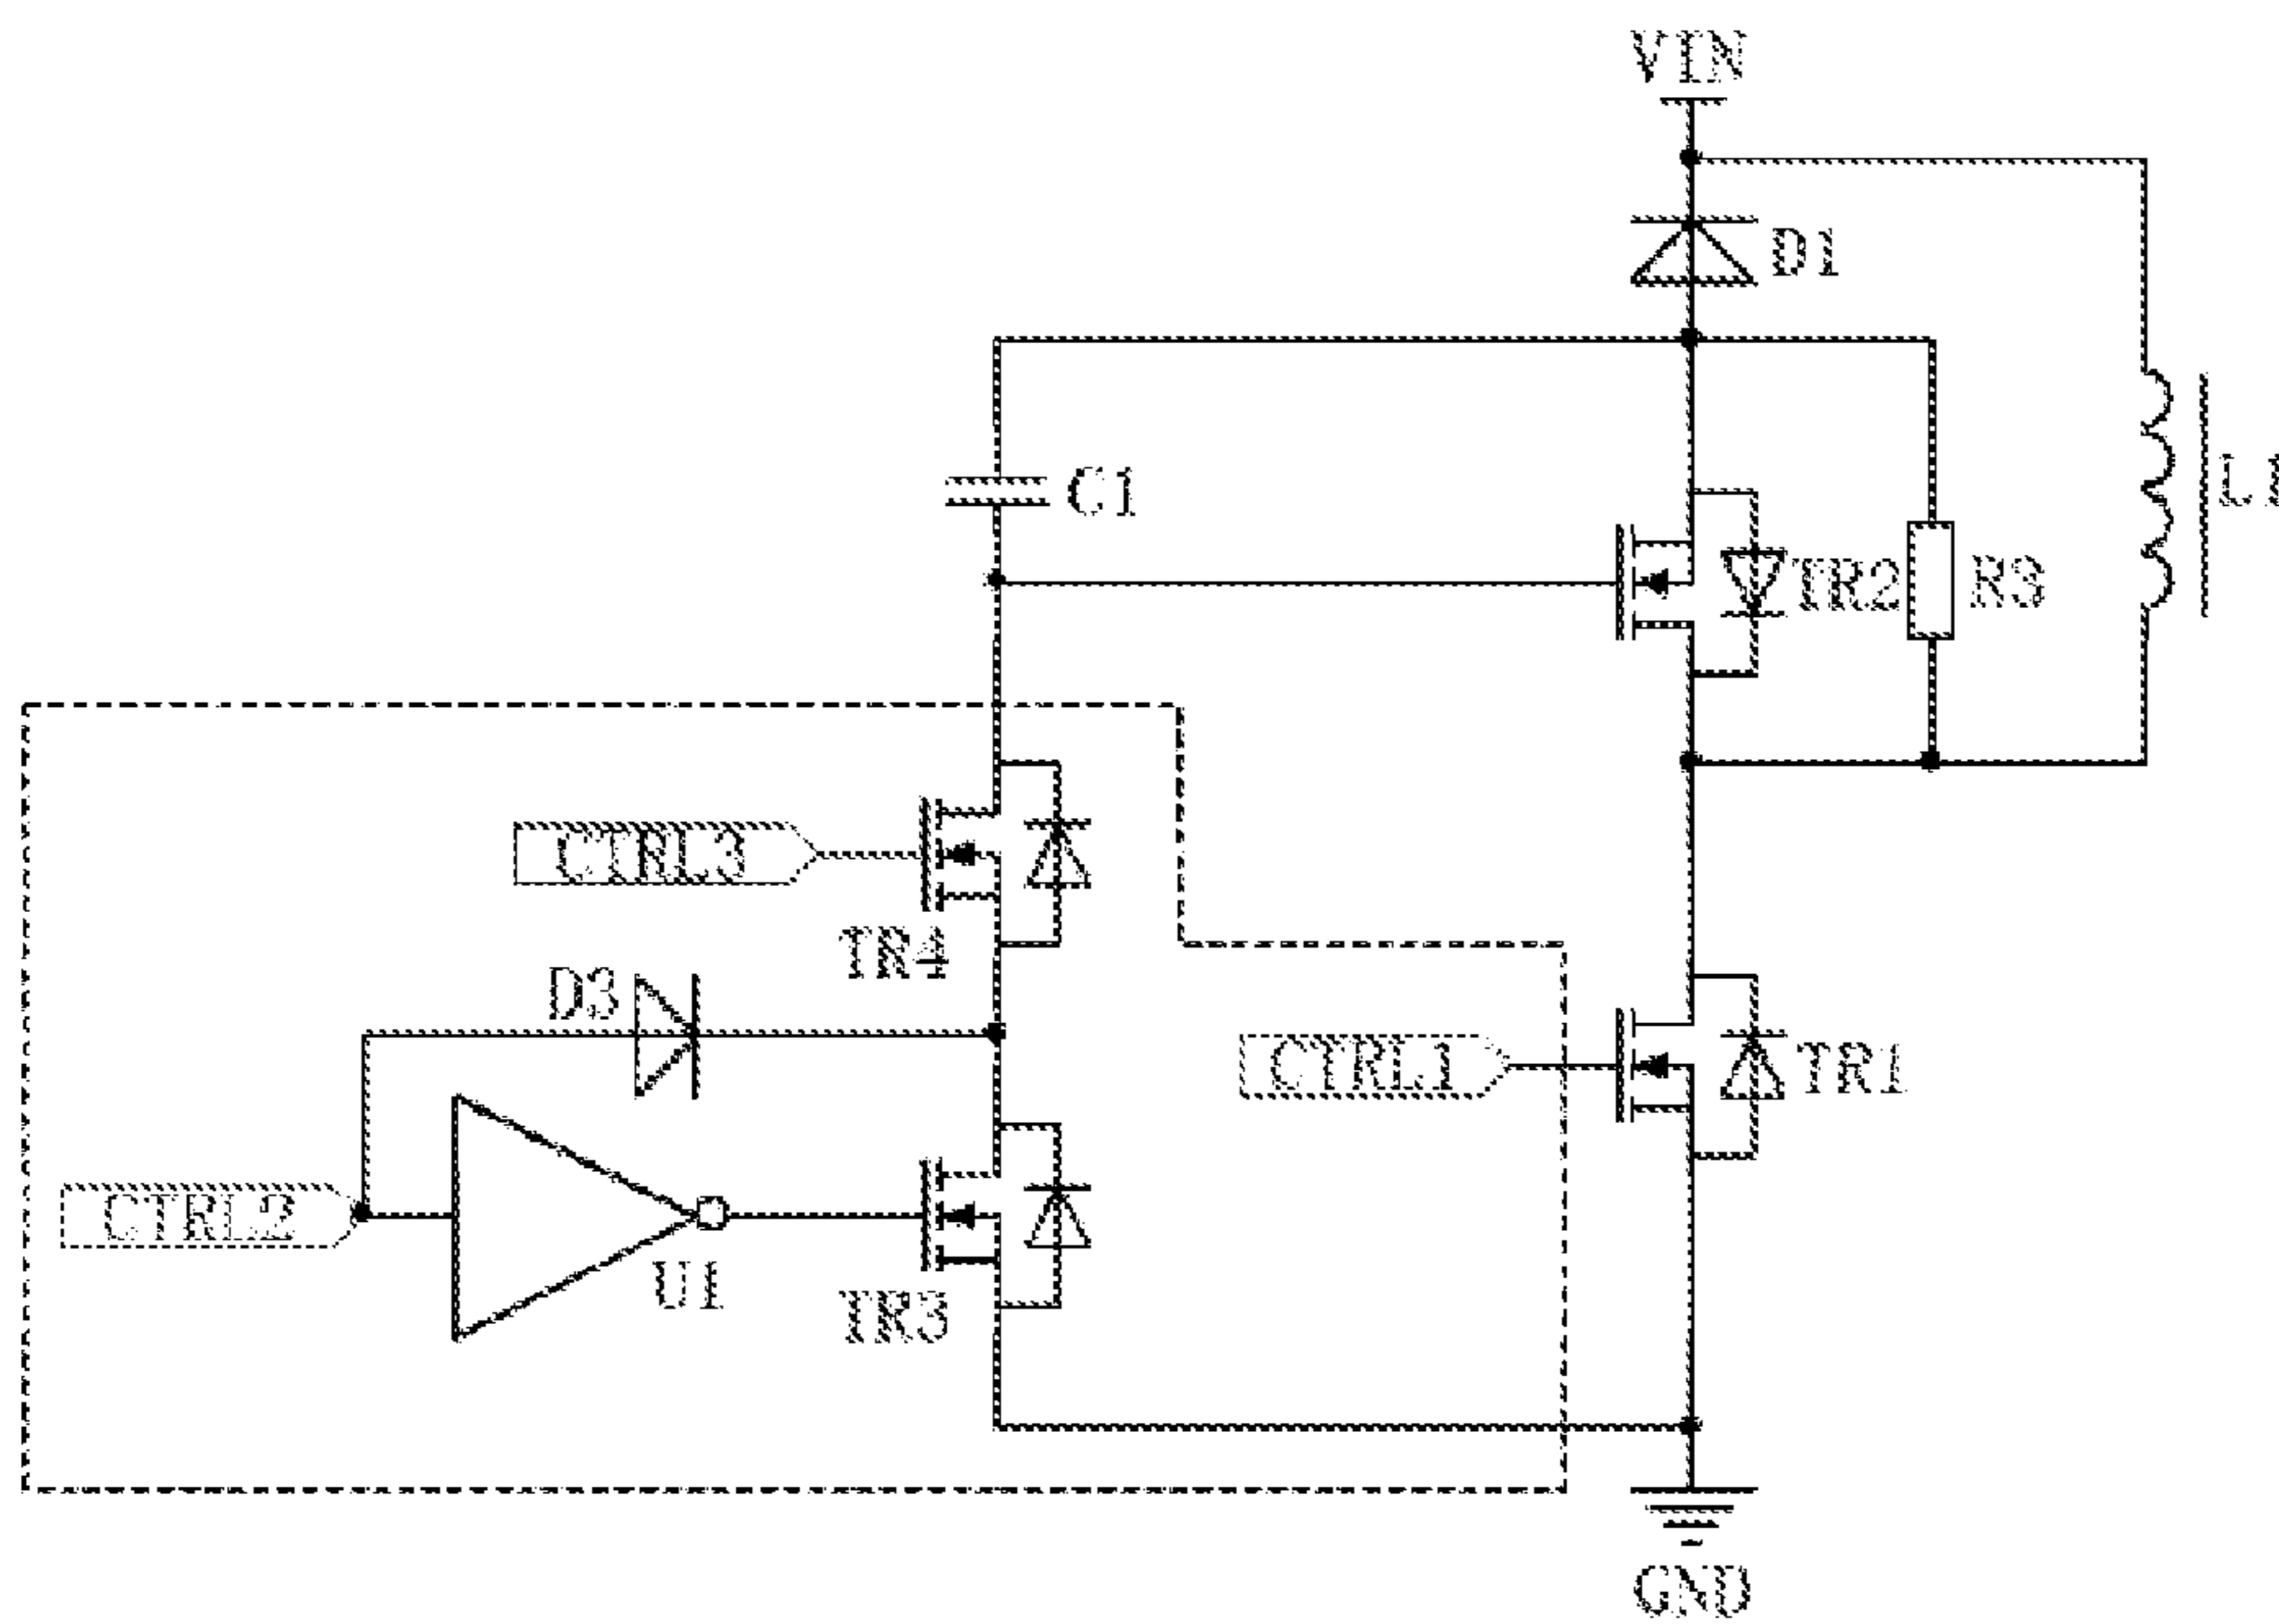 VIN
D1
C1
L1
TR2
R3
CTRL3
TR4
D3
CTRL1
TR1
CTRL2
U1
TR3
GND